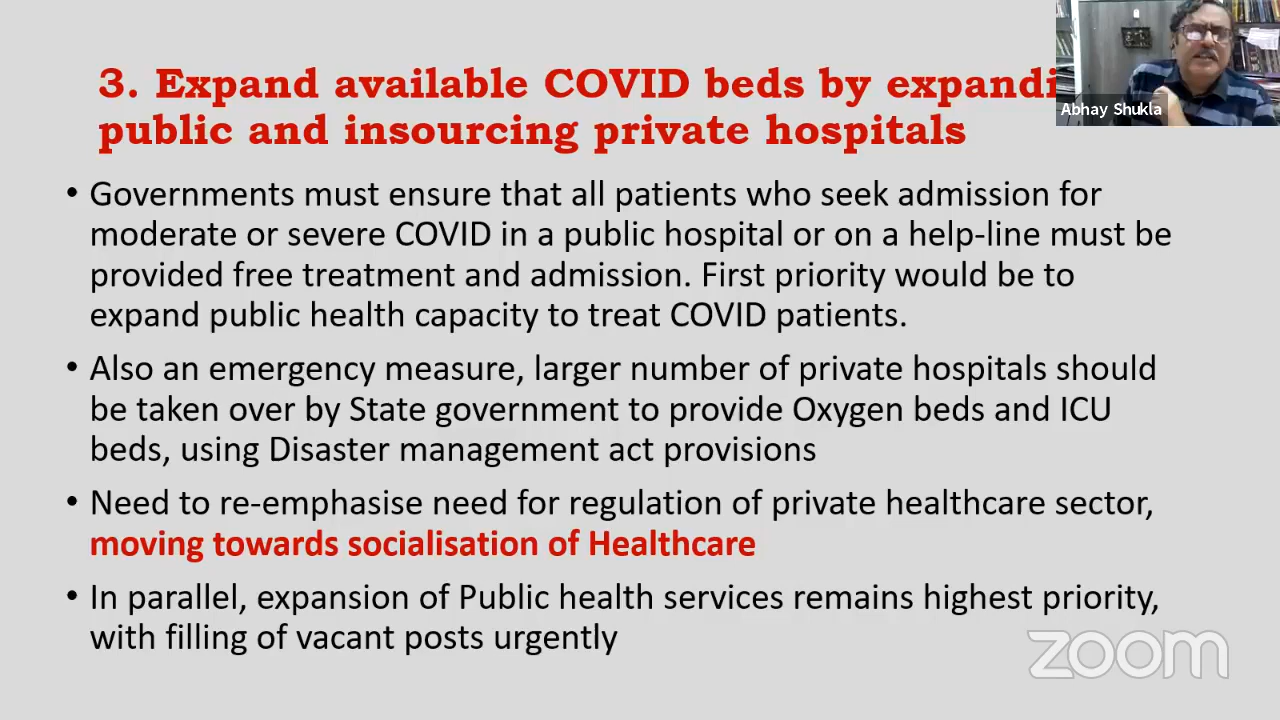 3. Expand available COVID beds by expandi
public and insourcing private hospitals
Abhay Shukla
• Governments must ensure that all patients who seek admission for
moderate or severe COVID in a public hospital or on a help-line must be
provided free treatment and admission. First priority would be to
expand public health capacity to treat COVID patients.
• Also an emergency measure, larger number of private hospitals should
be taken over by State government to provide Oxygen beds and ICU
beds, using Disaster management act provisions
• Need to re-emphasise need for regulation of private healthcare sector,
moving towards socialisation of Healthcare
• In parallel, expansion of Public health services remains highest priority,
with filling of vacant posts urgently
zoom